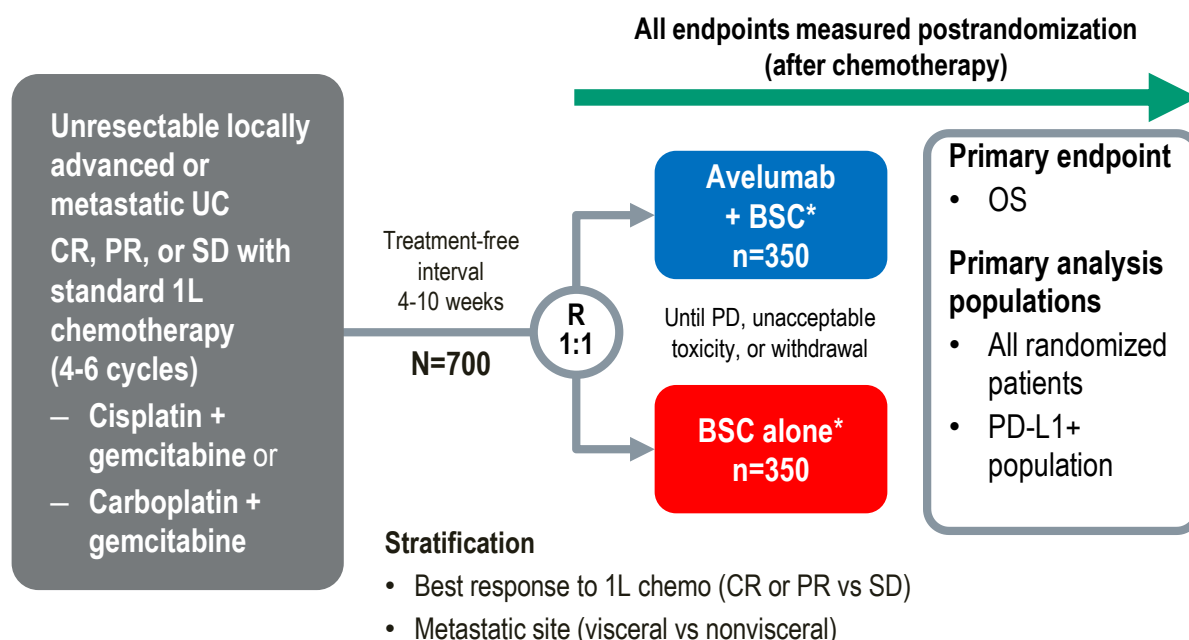 All endpoints measured postrandomization
(after chemotherapy)
Unresectable locally
advanced or
metastatic UC
CR, PR, or SD with
standard 1L
chemotherapy
(4-6 cycles)
– Cisplatin +
gemcitabine or
– Carboplatin +
gemcitabine
Treatment-free
interval
4-10 weeks
N=700
R
1:1
Avelumab
+ BSC*
n=350
Until PD, unacceptable
toxicity, or withdrawal
BSC alone*
n=350
Primary endpoint
• OS
Primary analysis
populations
• All randomized
patients
• PD-L1+
population
Stratification
• Best response to 1L chemo (CR or PR vs SD)
• Metastatic site (visceral vs nonvisceral)